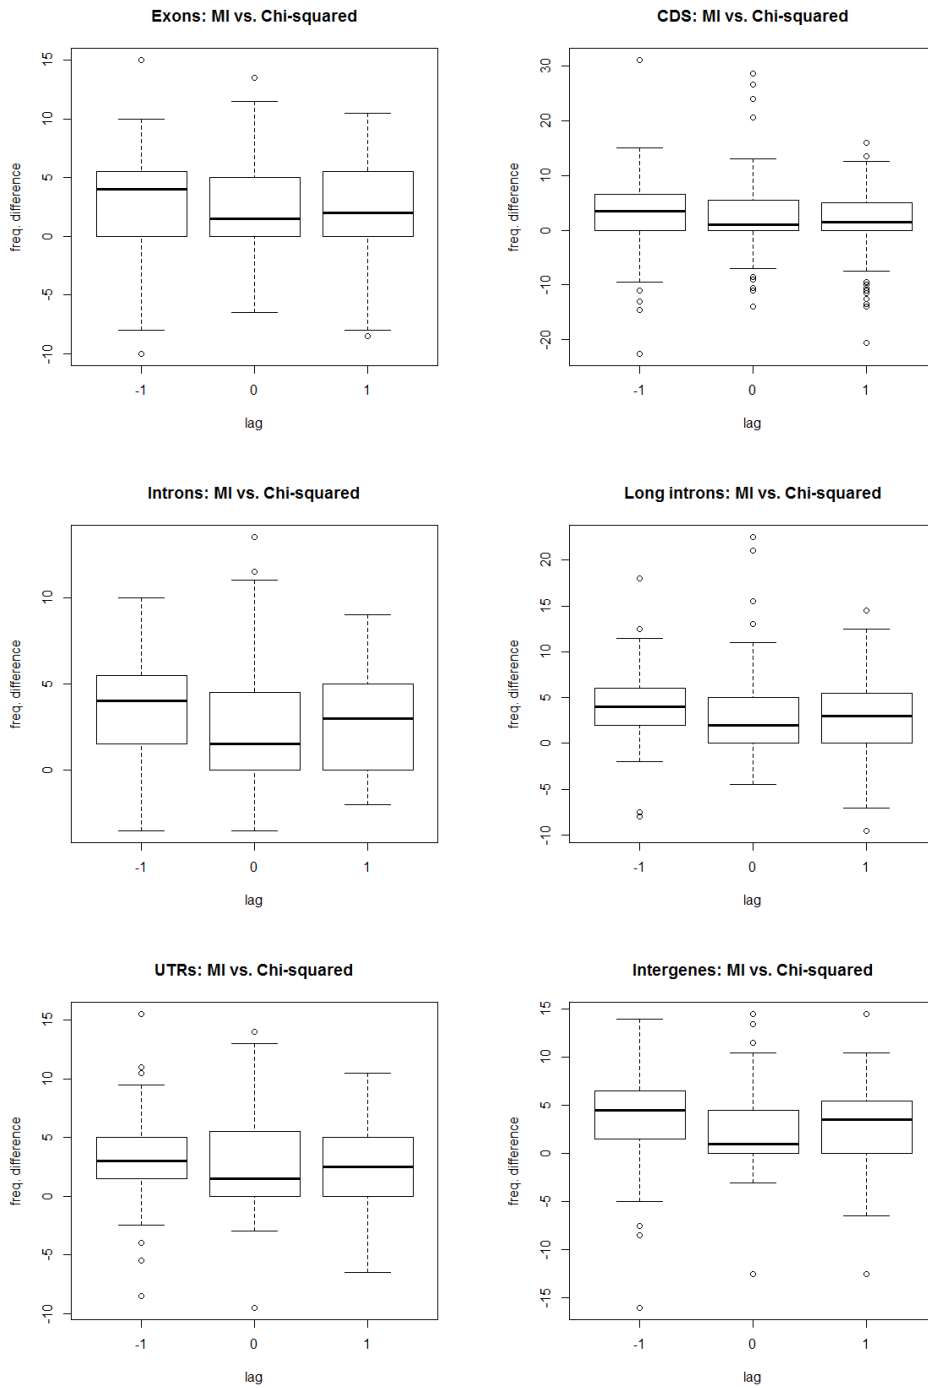 Exons: MI vs. Chi-squared
15
10
5
0
-5
-10
freq. difference
-1 0 1
lag
CDS: MI vs. Chi-squared
30
20
10
0
-10
-20
freq. difference
-1 0 1
lag
Introns: MI vs. Chi-squared
10
5
0
freq. difference
-1 0 1
lag
Long introns: MI vs. Chi-squared
20
15
10
5
0
-5
-10
freq. difference
-1 0 1
lag
UTRs: MI vs. Chi-squared
15
10
5
0
-5
-10
freq. difference
-1 0 1
lag
Intergenes: MI vs. Chi-squared
15
10
5
0
-5
-10
-15
freq. difference
-1 0 1
lag